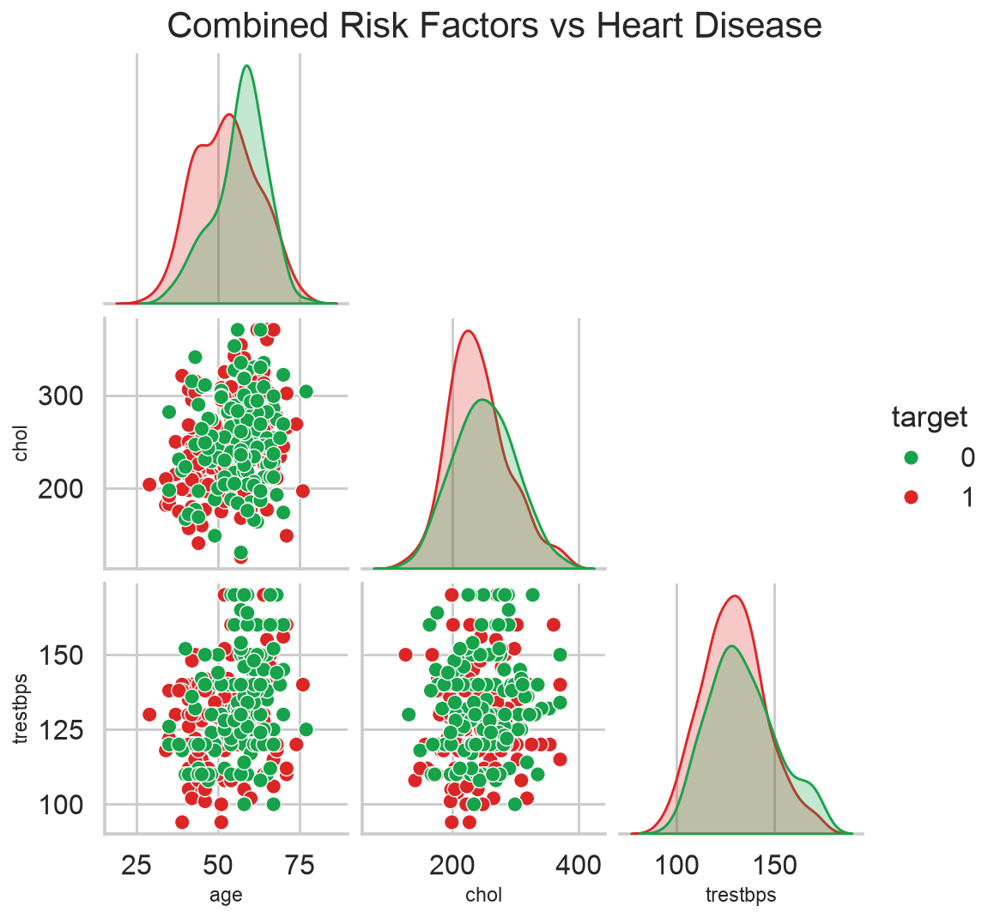 Combined Risk Factors vs Heart Disease
300
200
chol
target
0
1
150
125
100
trestbps
25 50 75
200 400
100 150
age
chol
trestbps